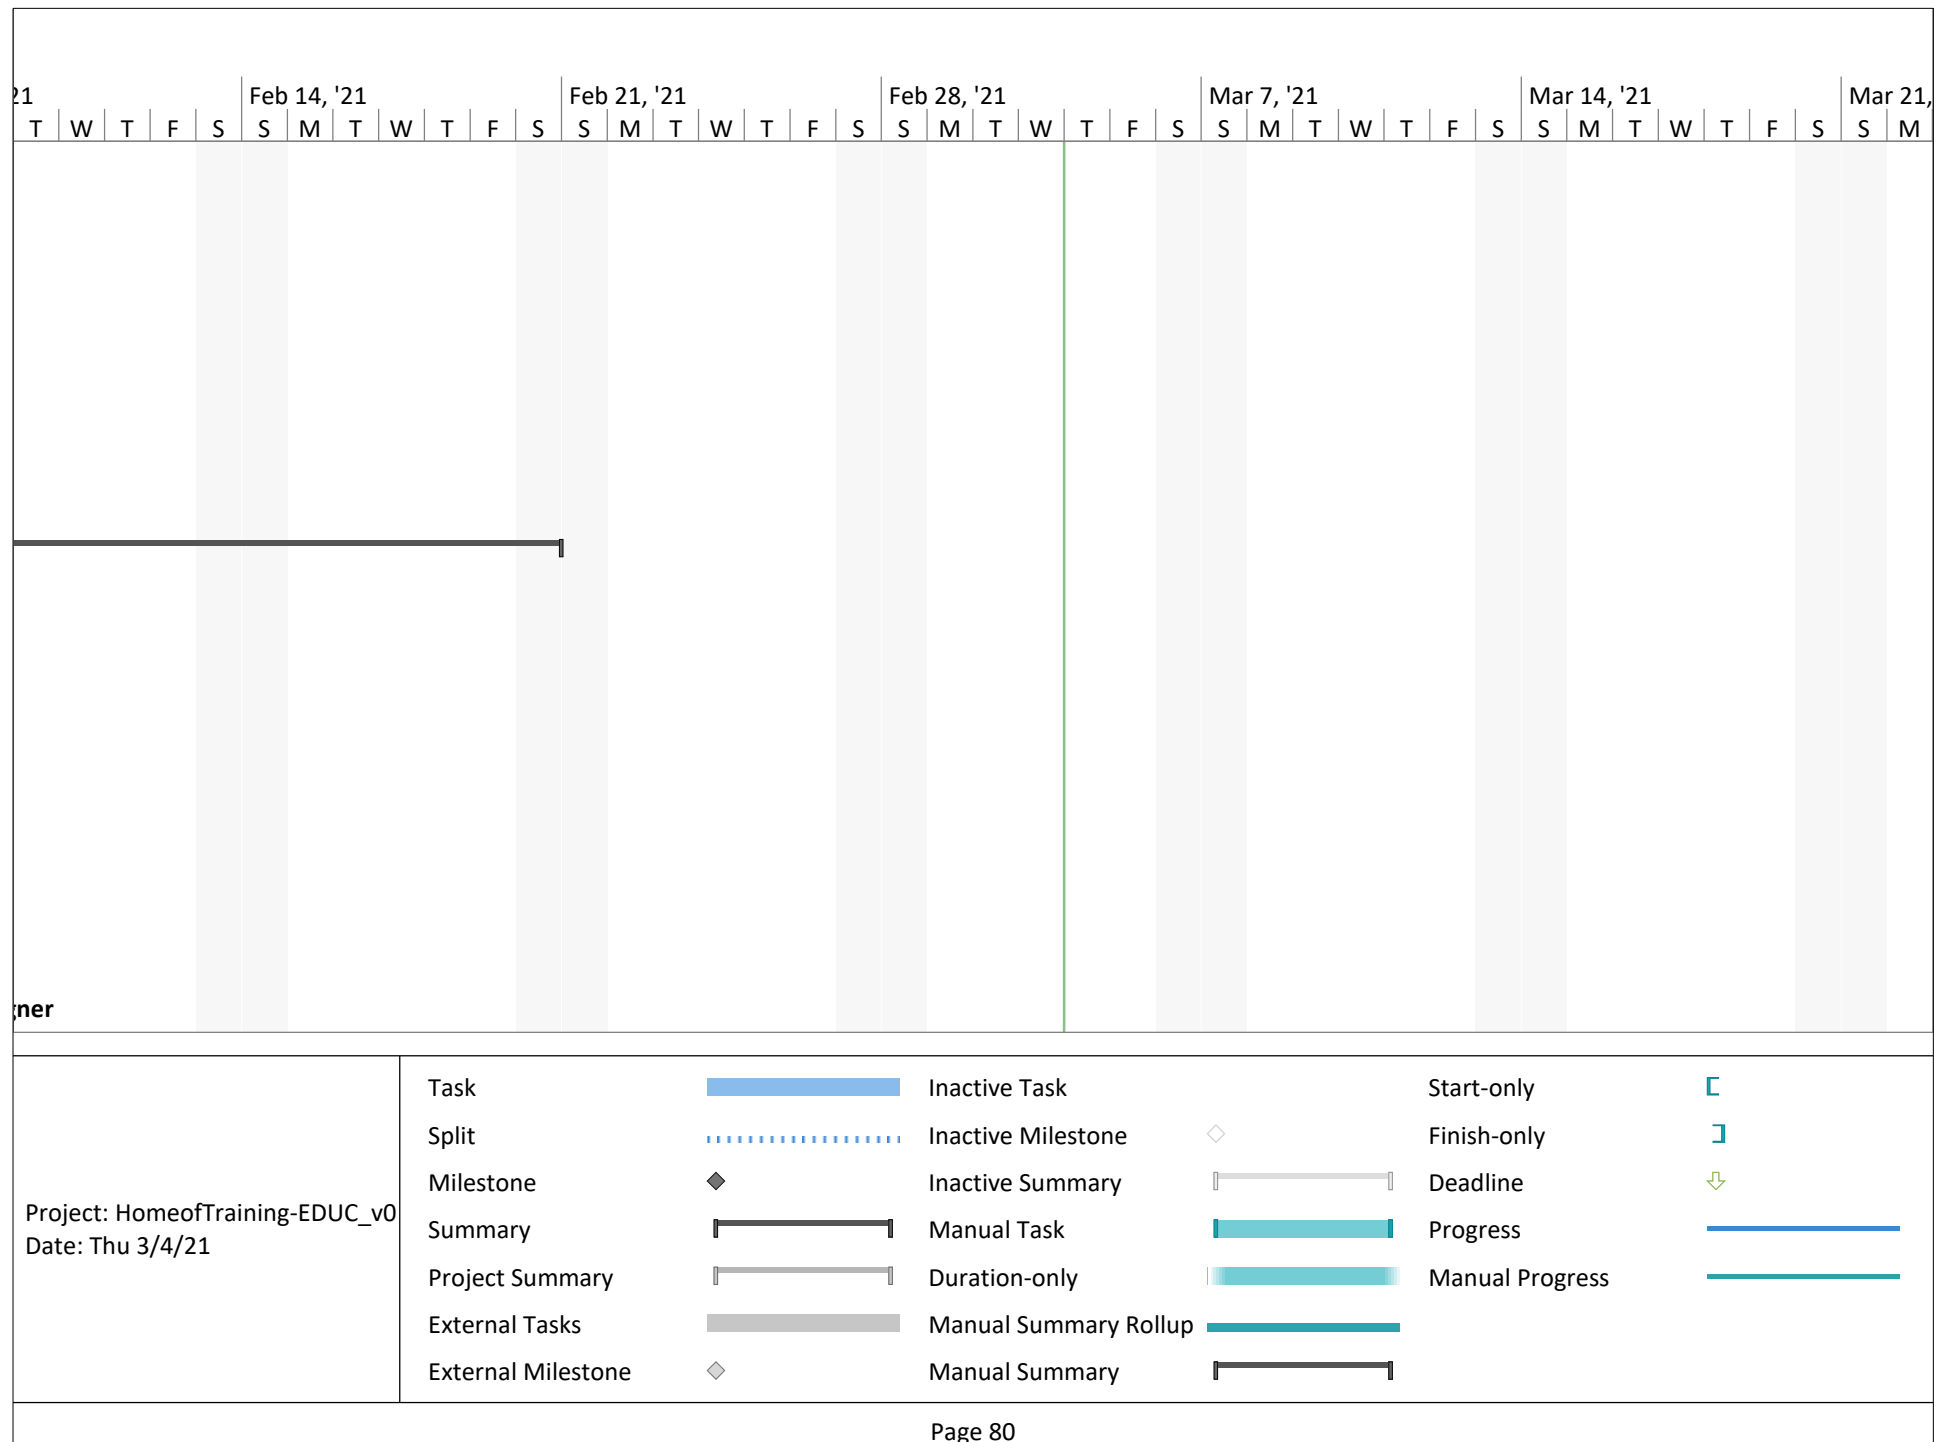 21 Feb 14, '21 Feb 21, '21 Feb 28, '21 Mar 7, '21 Mar 14, '21 Mar 21,
T W T F S S M T W T F S S M T W T F S S M T W T F S S M T W T F S S M T W T F S S M
gner
Task Inactive Task Start-only
Split Inactive Milestone Finish-only
Milestone Inactive Summary Deadline
Project: HomeofTraining-EDUC_v0
Date: Thu 3/4/21
Summary Manual Task Progress
Project Summary Duration-only Manual Progress
External Tasks Manual Summary Rollup
External Milestone Manual Summary
Page 80